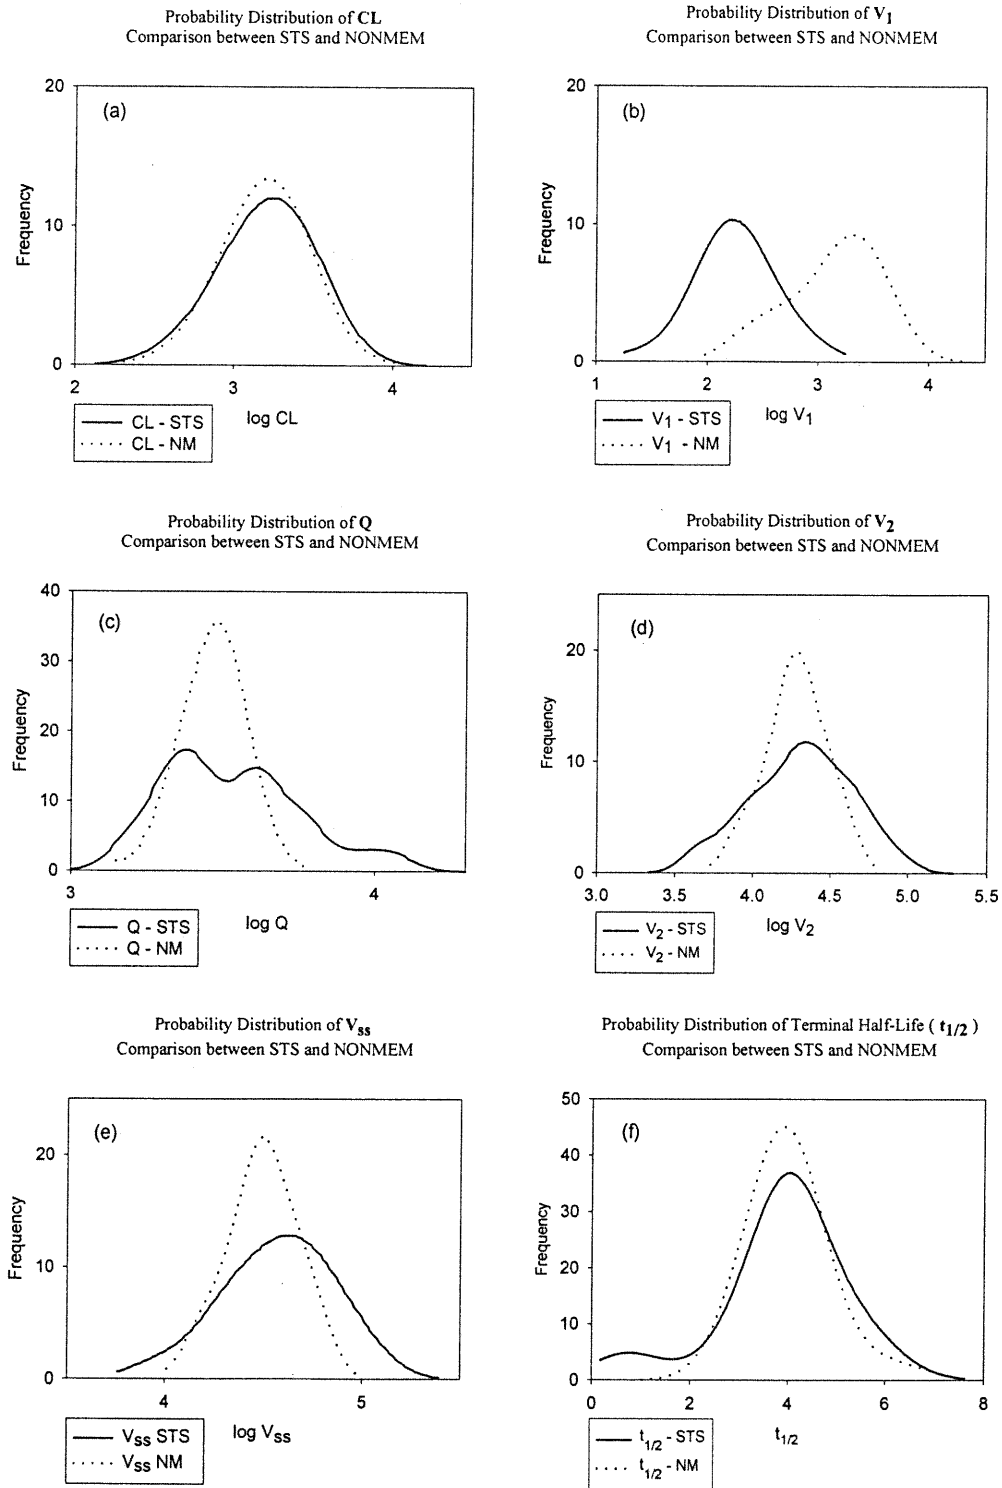 Probability Distribution of CL
Comparison between STS and NONMEM
20
(a)
Frequency
10
0
2
3
4
log CL
CL - STS
CL - NM
Probability Distribution of V1
Comparison between STS and NONMEM
20
(b)
Frequency
10
0
1
2
3
4
log V1
V1 - STS
V1 - NM
Probability Distribution of Q
Comparison between STS and NONMEM
40
(c)
30
Frequency
20
10
0
3
4
log Q
Q - STS
Q - NM
Probability Distribution of V2
Comparison between STS and NONMEM
(d)
20
Frequency
10
0
3.0
3.5
4.0
4.5
5.0
5.5
log V2
V2 - STS
V2 - NM
Probability Distribution of Vss
Comparison between STS and NONMEM
(e)
20
Frequency
10
0
4
5
log Vss
Vss STS
Vss NM
Probability Distribution of Terminal Half-Life ( t1/2 )
Comparison between STS and NONMEM
50
(f)
40
30
Frequency
20
10
0
0
2
4
6
8
t1/2
t1/2 - STS
t1/2 - NM